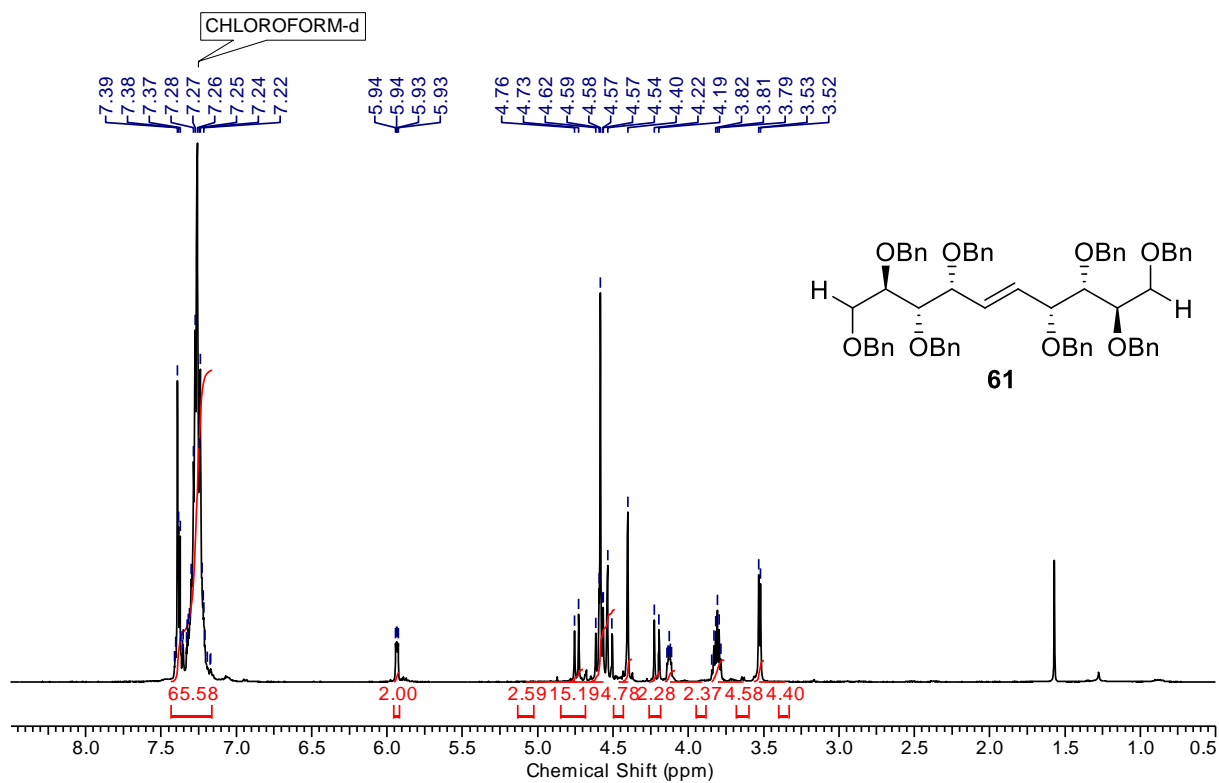 CHLOROFORM-d
7.39 7.38 7.37 7.28 7.27 7.26 7.25 7.24 7.22 5.94 5.94 5.93 5.93 4.76 4.73 4.62 4.59 4.58 4.57 4.57 4.54 4.40 4.22 4.19 3.82 3.81 3.79 3.53 3.52
OBn OBn OBn OBn
H H
OBn OBn OBn OBn
61
65.58 2.00 2.59 15.19 4.78 2.28 2.37 4.58 4.40
8.0 7.5 7.0 6.5 6.0 5.5 5.0 4.5 4.0 3.5 3.0 2.5 2.0 1.5 1.0 0.5
Chemical Shift (ppm)